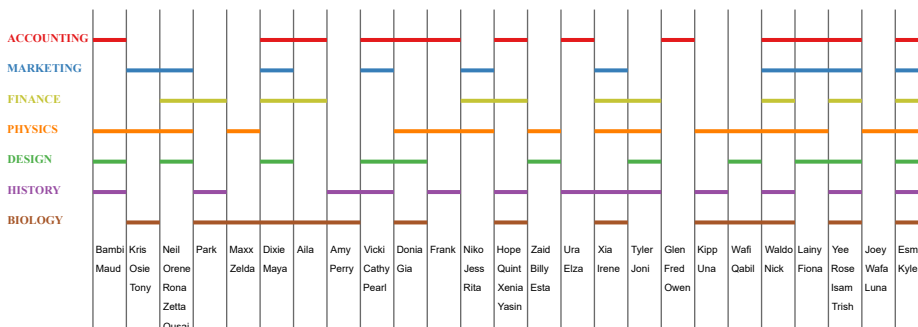 ACCOUNTING
MARKETING
FINANCE
PHYSICS
DESIGN
HISTORY
BIOLOGY
Bambi Kris Neil Park Maxx Dixie Aila Amy Vicki Donia Frank Niko Hope Zaid Ura Xia Tyler Glen Kipp Wafi Waldo Lainy Yee Joey Esm
Maud Osie Orene Zelda Maya Perry Cathy Gia Jess Quint Billy Elza Irene Joni Fred Una Qabil Nick Fiona Rose Wafa Kyle
Tony Rona Pearl Rita Xenia Esta Owen Isam Luna
Zetta Yasin Trish
Qusai